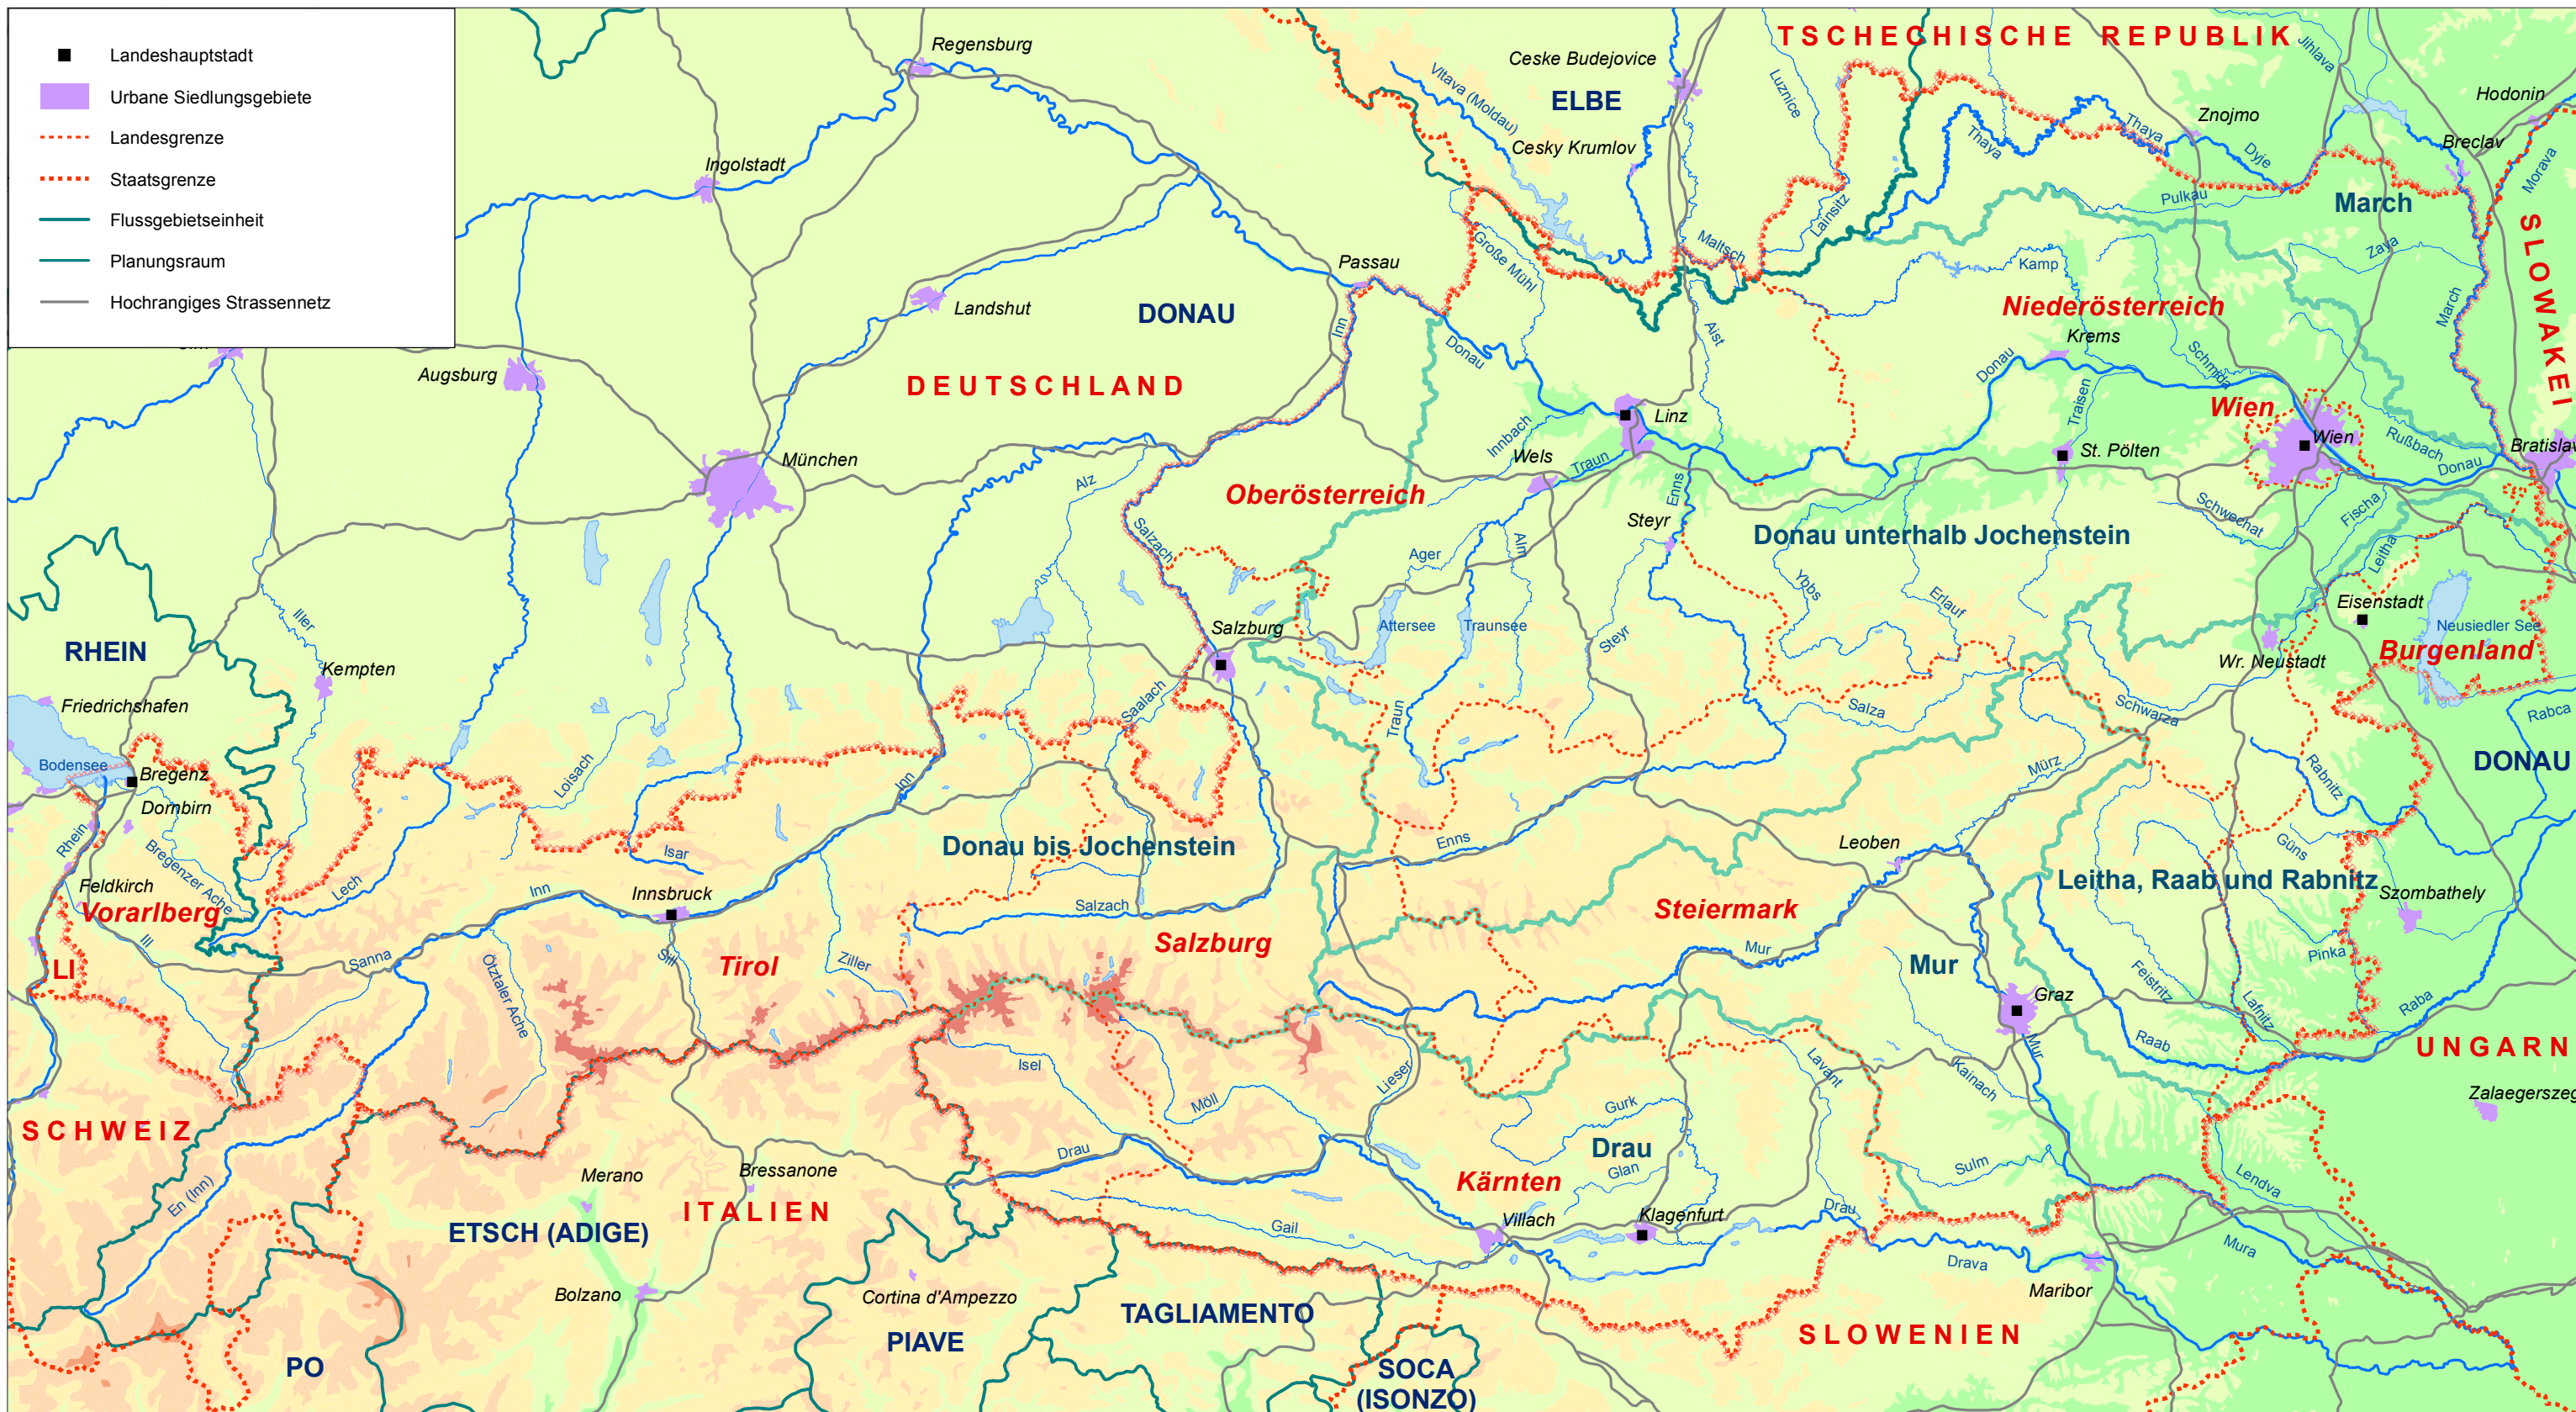 Landeshauptstadt
Urbane Siedlungsgebiete
Landesgrenze
Staatsgrenze
Flussgebietseinheit
Planungsraum
Hochrangiges Strassennetz
TSCHECHISCHE REPUBLIK
Regensburg
Ceske Budejovice
Vltava (Moldau)
ELBE
Luznice
Jihlava
Hodonin
Znojmo
Thaya
Thaya
Dyje
Breclav
Morava
Cesky Krumlov
Ingolstadt
Pulkau
March
SLOWAKEI
Lainsitz
Maltsch
Große Mühl
Zaya
Kamp
Passau
Landshut
DONAU
Inn
Niederösterreich
Krems
March
Aist
Donau
Donau
Schmida
Augsburg
DEUTSCHLAND
Traisen
Wien
Linz
Innbach
Wien
Rußbach
Donau
Bratislav
München
Wels
Traun
St. Pölten
Alz
Oberösterreich
Enns
Steyr
Schwechat
Fischa
Salzach
Donau unterhalb Jochenstein
Alm
Ager
Leitha
Ybbs
Erlauf
Eisenstadt
Iller
Salzburg
Attersee
Traunsee
Steyr
Neusiedler See
RHEIN
Burgenland
Wr. Neustadt
Kempten
Friedrichshafen
Saalach
Traun
Salza
Schwarza
Rabca
Bodensee
Bregenz
Loisach
Inn
DONAU
Mürz
Rabnitz
Dornbirn
Rhein
Bregenzer Ache
Isar
Donau bis Jochenstein
Enns
Leoben
Güns
Feldkirch
Lech
Inn
Innsbruck
Leitha, Raab und Rabnitz
Szombathely
Vorarlberg
Salzach
Steiermark
Ill
Sanna
Ötztaler Ache
Sill
Tirol
Ziller
Salzburg
Mur
Mur
Pinka
LI
Feistritz
Graz
Lafnitz
Raba
Mur
Raab
UNGARN
Isel
Lieser
Lavant
Kainach
Möll
Gurk
Zalaegerszeg
SCHWEIZ
Drau
Drau
Glan
Sulm
Merano
Bressanone
Kärnten
Lendva
En (Inn)
ITALIEN
ETSCH (ADIGE)
Gail
Villach
Klagenfurt
Drau
Mura
Drava
Maribor
Bolzano
Cortina d'Ampezzo
TAGLIAMENTO
PIAVE
SLOWENIEN
PO
SOCA
(ISONZO)